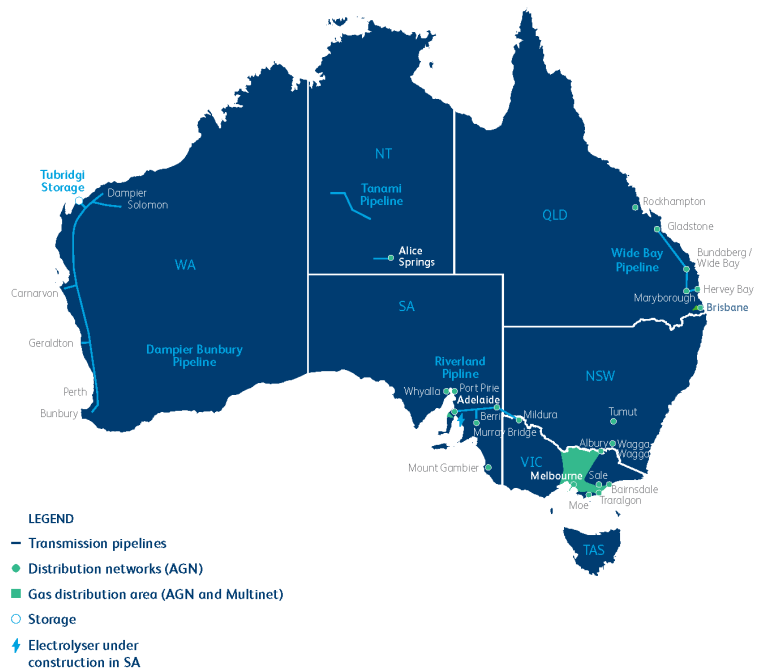 NT
Tubridgi
Storage
Dampier
Solomon
Tanami
Pipeline
Rockhampton
QLD
Gladstone
Alice
Springs
Wide Bay
Pipeline
Bundaberg /
Wide Bay
WA
Carnarvon
Hervey Bay
Maryborough
Brisbane
SA
Geraldton
Dampier Bunbury
Pipeline
Riverland
Pipline
NSW
Perth
Whyalla
Port Pirie
Adelaide
Bunbury
Berri
Mildura
Tumut
Murray Bridge
Albury
Wagga
Wagga
VIC
Mount Gambier
Melbourne
Sale
Bairnsdale
Traralgon
Moe
TAS
LEGEND
Transmission pipelines
Distribution networks (AGN)
Gas distribution area (AGN and Multinet)
Storage
Electrolyser under
construction in SA